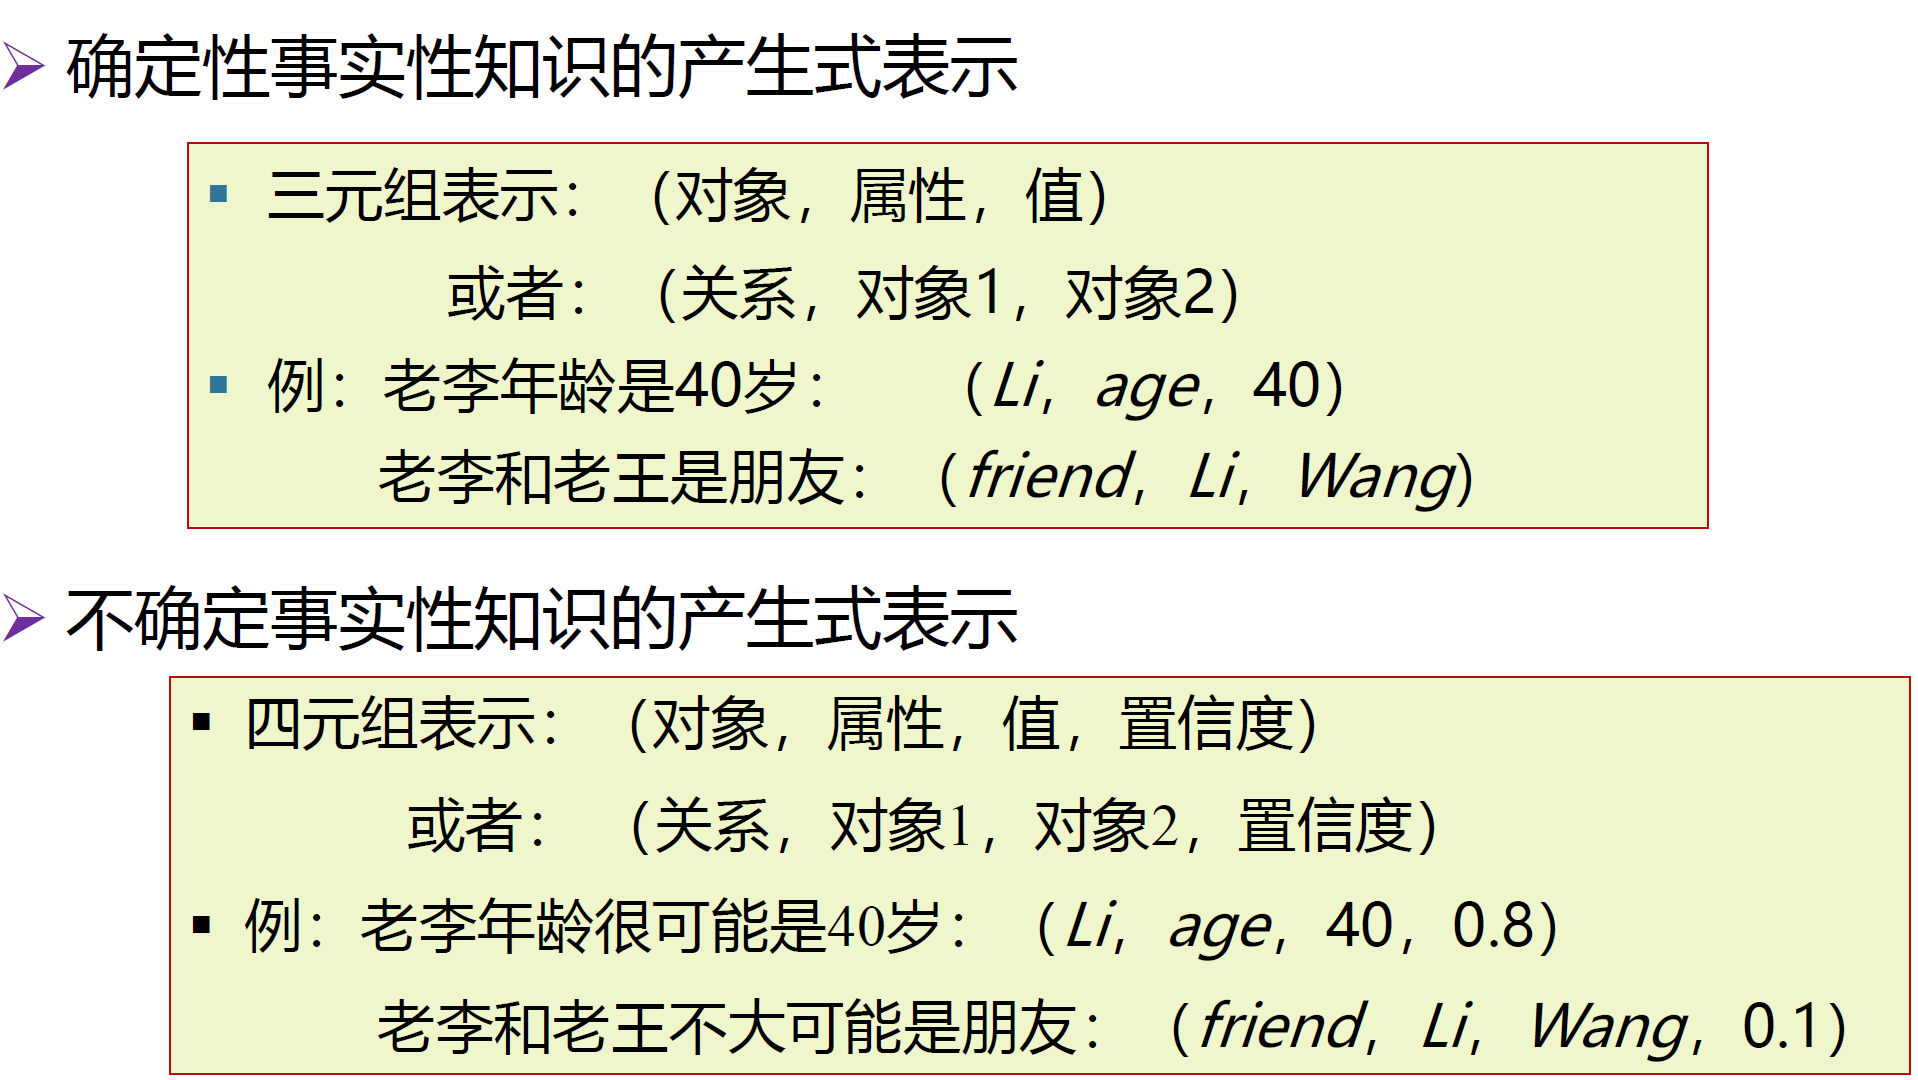 ➢ 确定性事实性知识的产生式表示
▪ 三元组表示：（对象，属性，值）
或者：（关系，对象1，对象2）
▪ 例：老李年龄是40岁：（Li，age，40）
老李和老王是朋友：（friend，Li，Wang）
➢ 不确定事实性知识的产生式表示
▪ 四元组表示：（对象，属性，值，置信度）
或者：（关系，对象1，对象2，置信度）
▪ 例：老李年龄很可能是40岁：（Li，age，40，0.8）
老李和老王不大可能是朋友：（friend，Li，Wang，0.1）